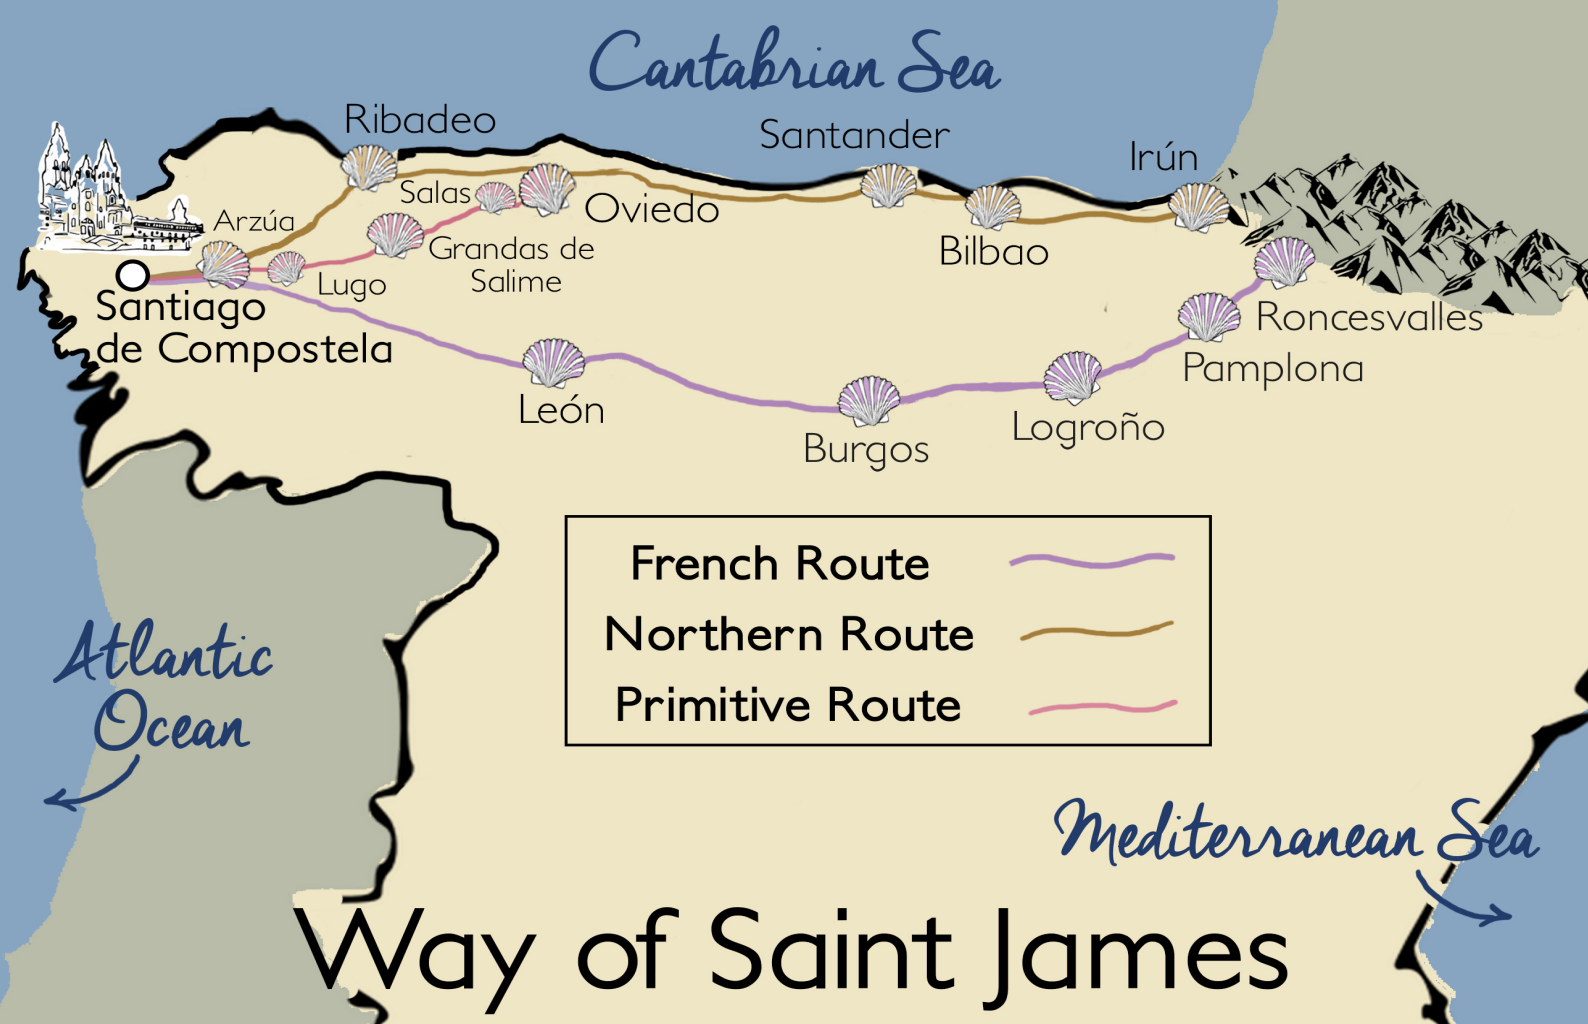 Cantabrian Sea
Ribadeo
Santander
Irún
Salas
Arzúa
Oviedo
Bilbao
Grandas de
Salime
Lugo
Santiago
de Compostela
Roncesvalles
Pamplona
León
Logroño
Burgos
French Route
Northern Route
Primitive Route
Atlantic
Ocean
Mediterranean Sea
Way of Saint James